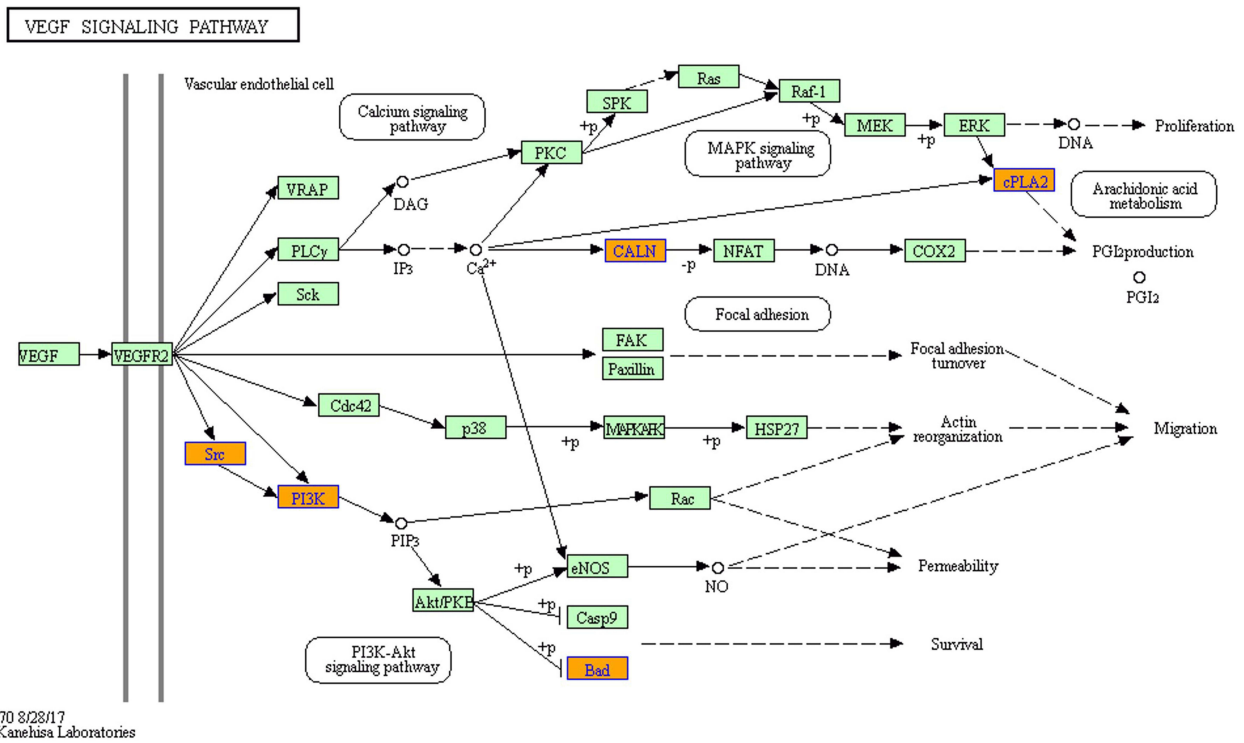 VEGF SIGNALING PATHWAY
Vascular endothelial cell
Calcium signaling
pathway
SPK
Ras
Raf-1
+p
+p
MEK
+p
ERK
DNA
Proliferation
PKC
MAPK signaling
pathway
VRAP
DAG
cPLA2
Arachidonic acid
metabolism
PLCγ
IP3
Ca2+
CALN
-p
NFAT
DNA
COX2
PGI2production
PGI2
Sck
Focal adhesion
VEGF
VEGFR2
FAK
Paxillin
Focal adhesion
turnover
Cdc42
p38
+p
MAPKAPK
+p
HSP27
Actin
reorganization
Migration
Src
PI3K
PIP3
Rac
+p
eNOS
NO
Permeability
Akt/PKB
+p
Casp9
+p
Bad
Survival
PI3K-Akt
signaling pathway
70 8/28/17
Kanehisa Laboratories